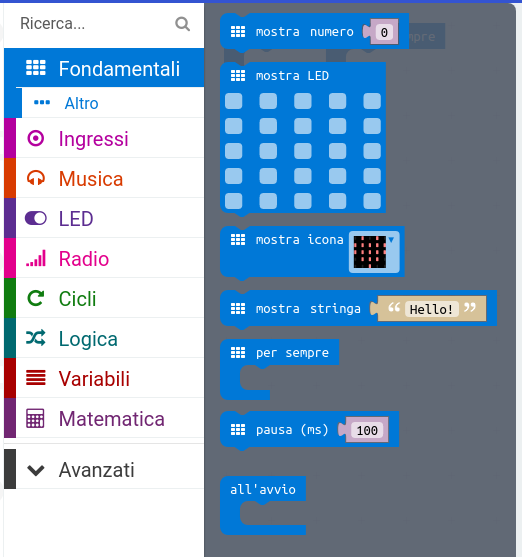 Ricerca...
Fondamentali
Altro
Ingressi
Musica
LED
Radio
Cicli
Logica
Variabili
Matematica
Avanzati
mostra numero 0
mostra LED
mostra icona
mostra stringa “ Hello! ”
per sempre
pausa (ms) 100
all'avvio